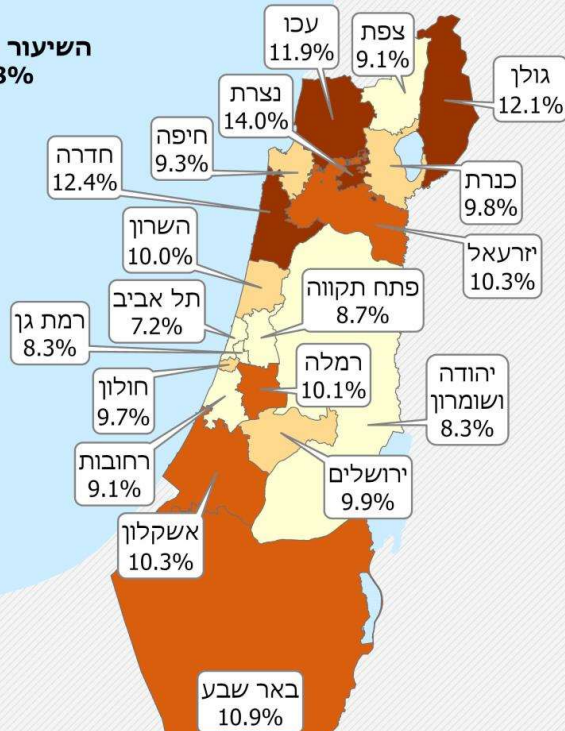 השיעור
3%
עכו
11.9%
צפת
9.1%
גולן
12.1%
נצרת
14.0%
חיפה
9.3%
חדרה
12.4%
כנרת
9.8%
השרון
10.0%
יזרעאל
10.3%
פתח תקווה
8.7%
תל אביב
7.2%
רמת גן
8.3%
רמלה
10.1%
יהודה
ושומרון
8.3%
חולון
9.7%
רחובות
9.1%
ירושלים
9.9%
אשקלון
10.3%
באר שבע
10.9%